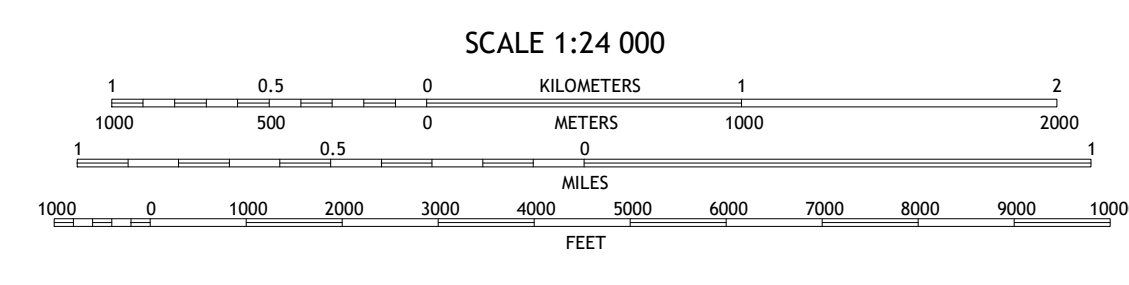 SCALE 1:24 000
1 0.5 0 KILOMETERS 1 2
1000 500 0 METERS 1000 2000
1 0.5 0 1
MILES
1000 0 1000 2000 3000 4000 5000 6000 7000 8000 9000 1000
FEET